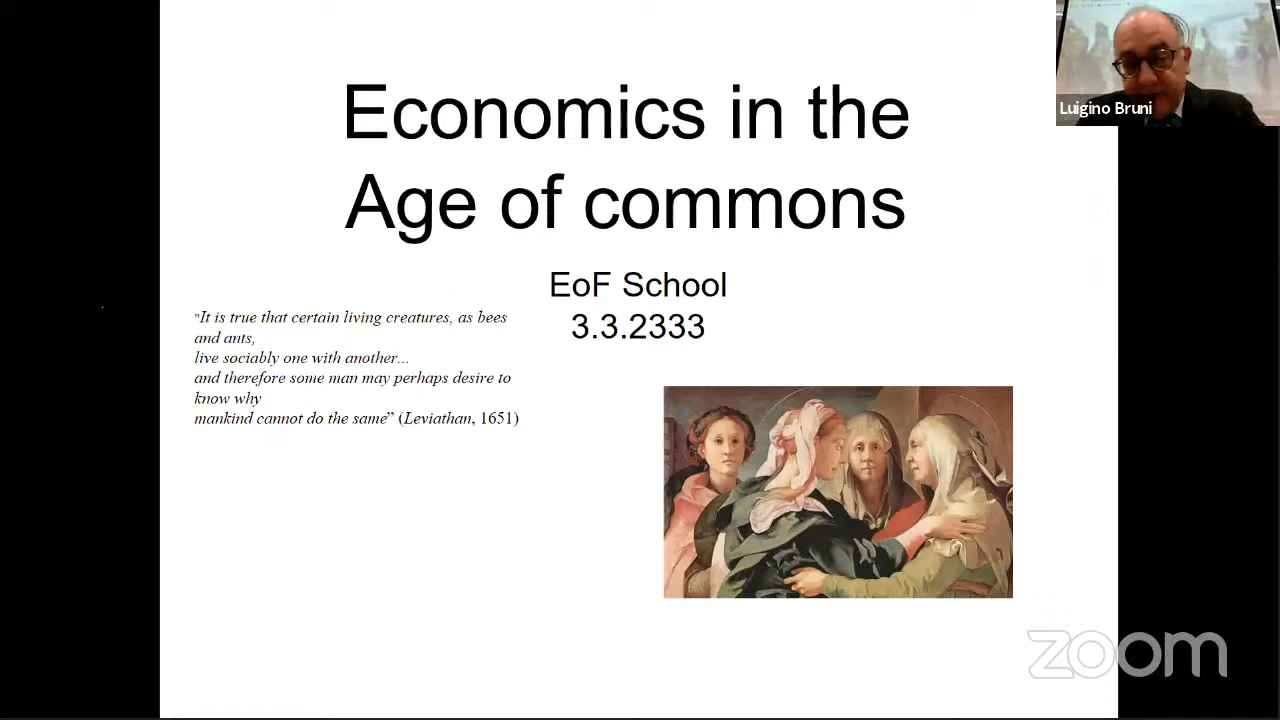 Economics in the
Age of commons
EoF School
3.3.2333
"It is true that certain living creatures, as bees
and ants,
live sociably one with another...
and therefore some man may perhaps desire to
know why
mankind cannot do the same” (Leviathan, 1651)
Luigino Bruni
zoom